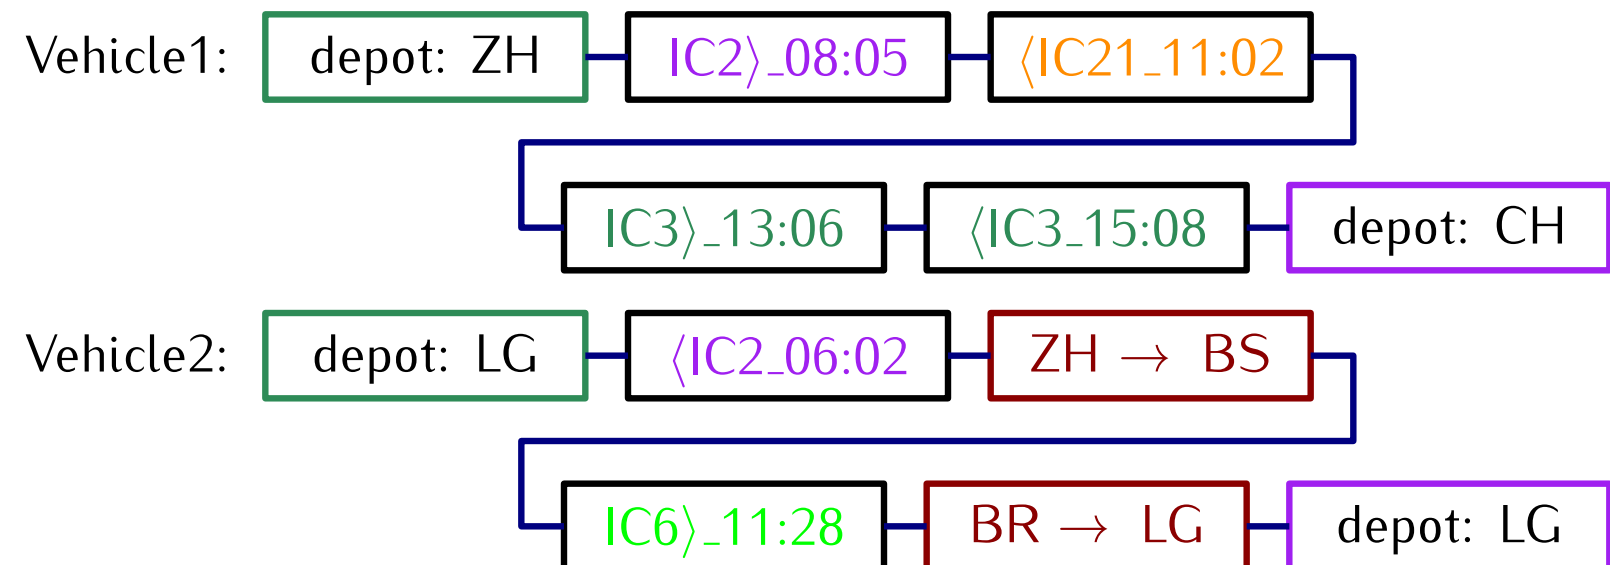 Vehicle1: depot: ZH IC2⟩_08:05 ⟨IC21_11:02
IC3⟩_13:06 ⟨IC3_15:08 depot: CH
Vehicle2: depot: LG ⟨IC2_06:02 ZH → BS
IC6⟩_11:28 BR → LG depot: LG